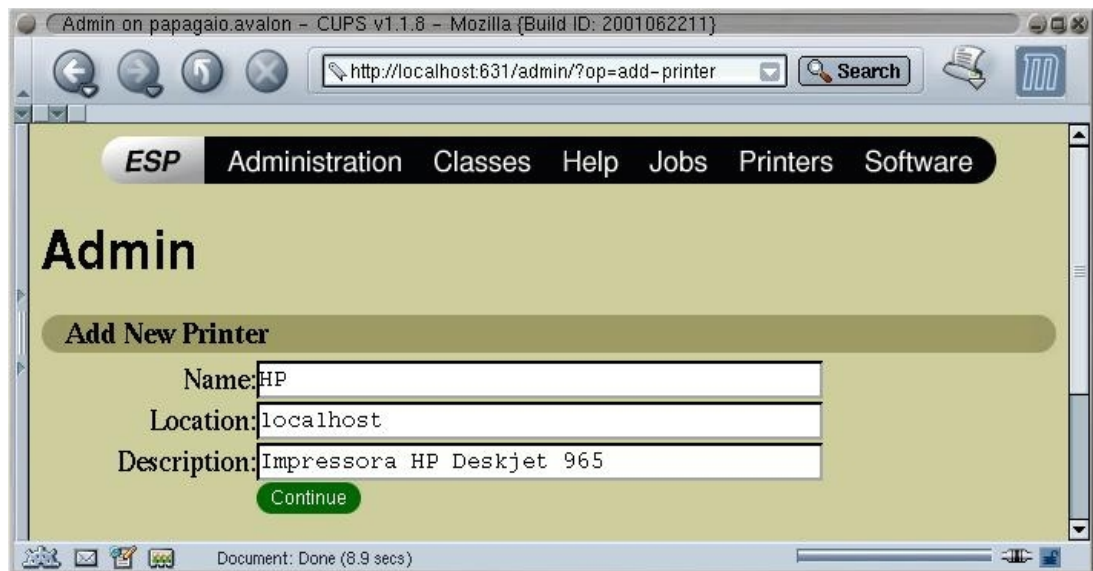 Admin on papagaio.avalon - CUPS v1.1.8 - Mozilla {Build ID: 2001062211}
http://localhost:631/admin/?op=add-printer
Search
ESP Administration Classes Help Jobs Printers Software
Admin
Add New Printer
Name: HP
Location: localhost
Description: Impressora HP Deskjet 965
Continue
Document: Done (8.9 secs)